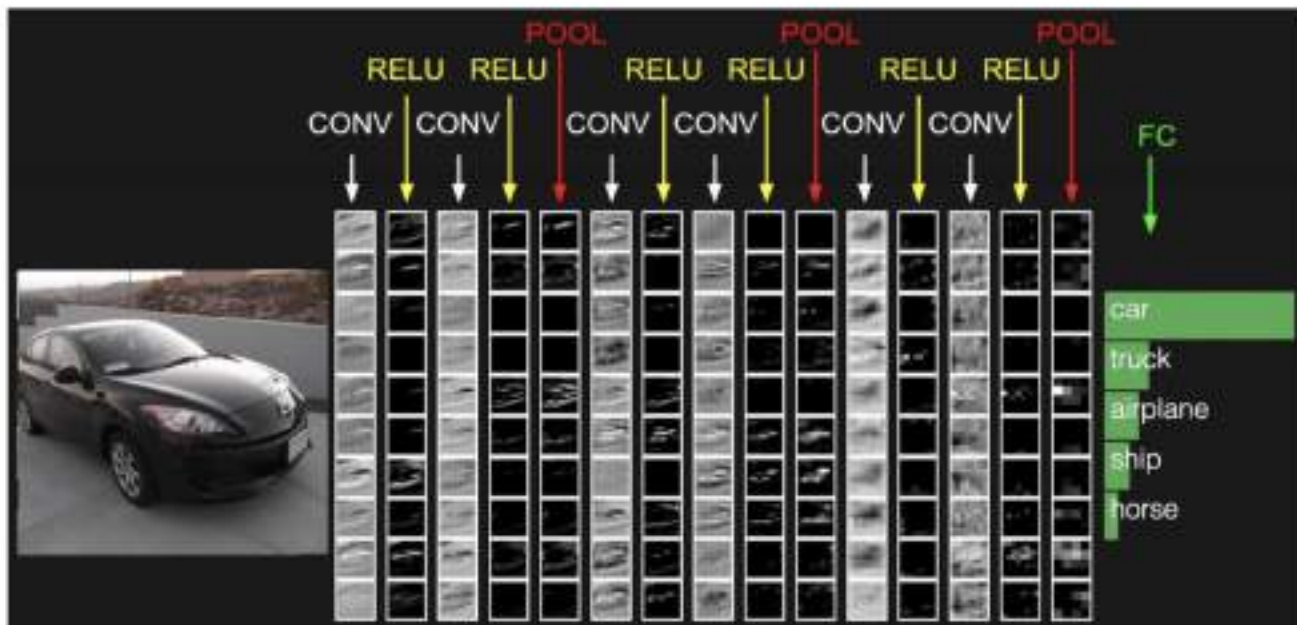 POOL POOL POOL
RELU RELU RELU RELU RELU RELU
CONV CONV CONV CONV CONV CONV FC
car
truck
airplane
ship
horse